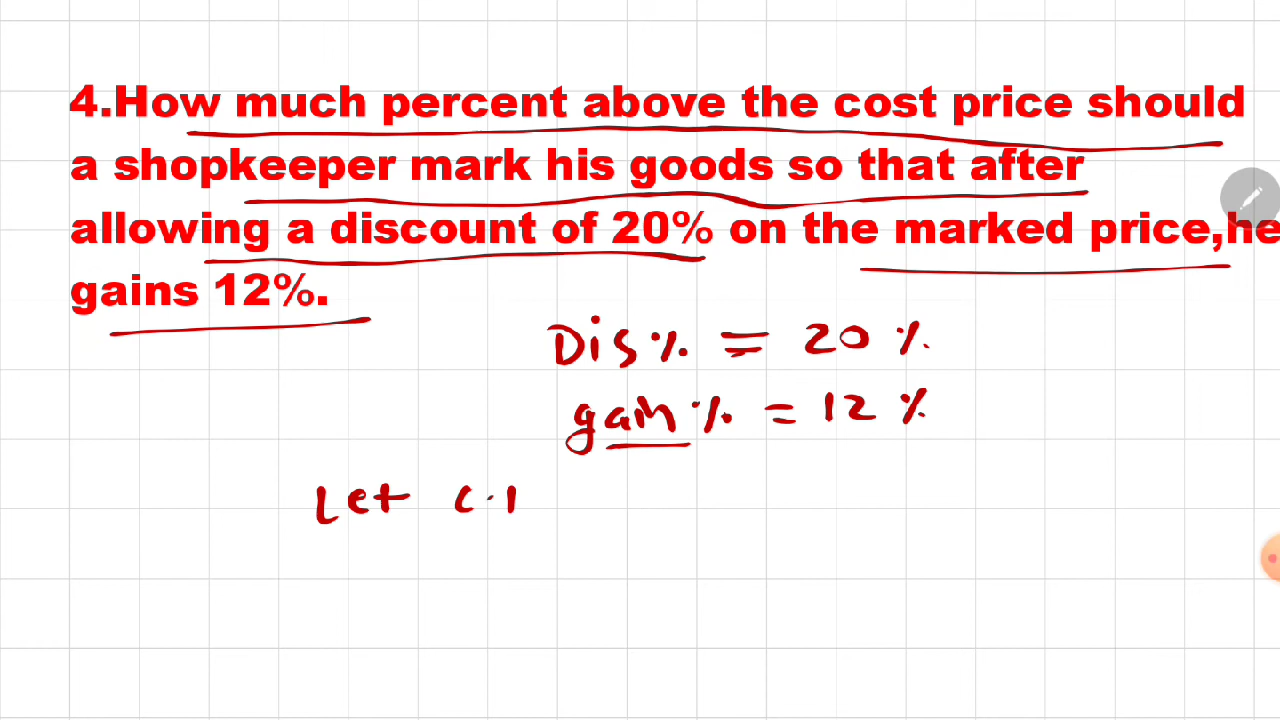 4.How much percent above the cost price should
a shopkeeper mark his goods so that after
allowing a discount of 20% on the marked price,he
gains 12%.
Dis% = 20 %
gain % = 12 %
Let C.